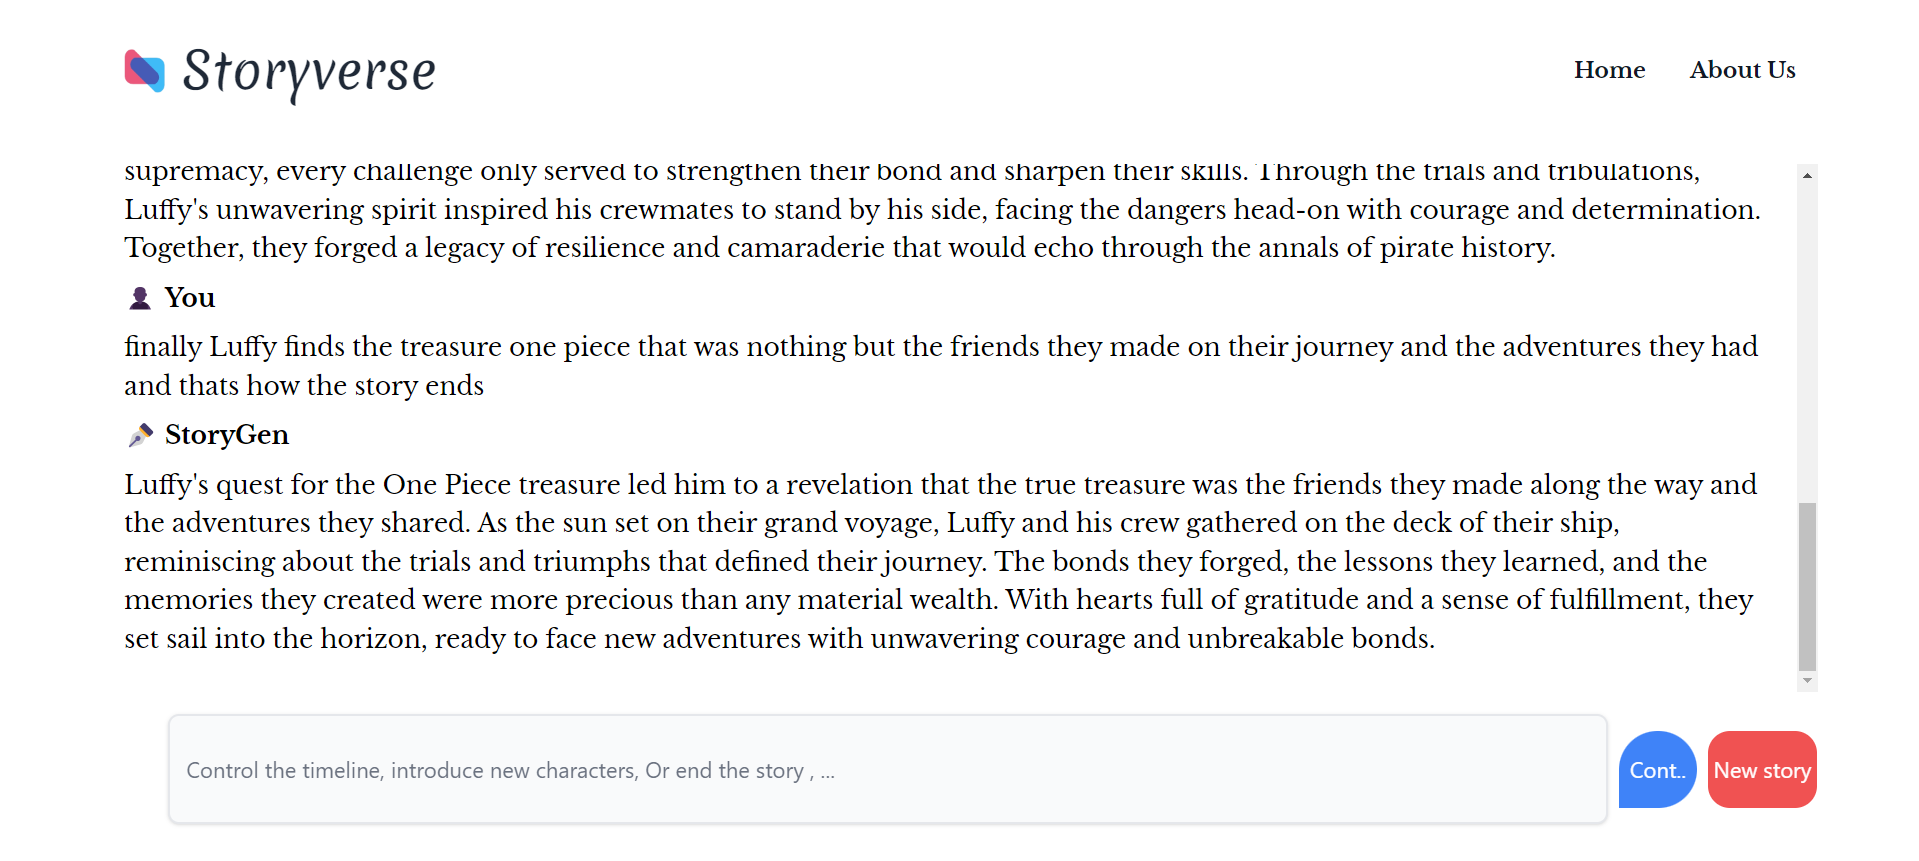 Storyverse
Home
About Us
supremacy, every challenge only served to strengthen their bond and sharpen their skills. Through the trials and tribulations,
Luffy's unwavering spirit inspired his crewmates to stand by his side, facing the dangers head-on with courage and determination.
Together, they forged a legacy of resilience and camaraderie that would echo through the annals of pirate history.
You
finally Luffy finds the treasure one piece that was nothing but the friends they made on their journey and the adventures they had
and thats how the story ends
StoryGen
Luffy's quest for the One Piece treasure led him to a revelation that the true treasure was the friends they made along the way and
the adventures they shared. As the sun set on their grand voyage, Luffy and his crew gathered on the deck of their ship,
reminiscing about the trials and triumphs that defined their journey. The bonds they forged, the lessons they learned, and the
memories they created were more precious than any material wealth. With hearts full of gratitude and a sense of fulfillment, they
set sail into the horizon, ready to face new adventures with unwavering courage and unbreakable bonds.
Control the timeline, introduce new characters, Or end the story , ...
Cont..
New story